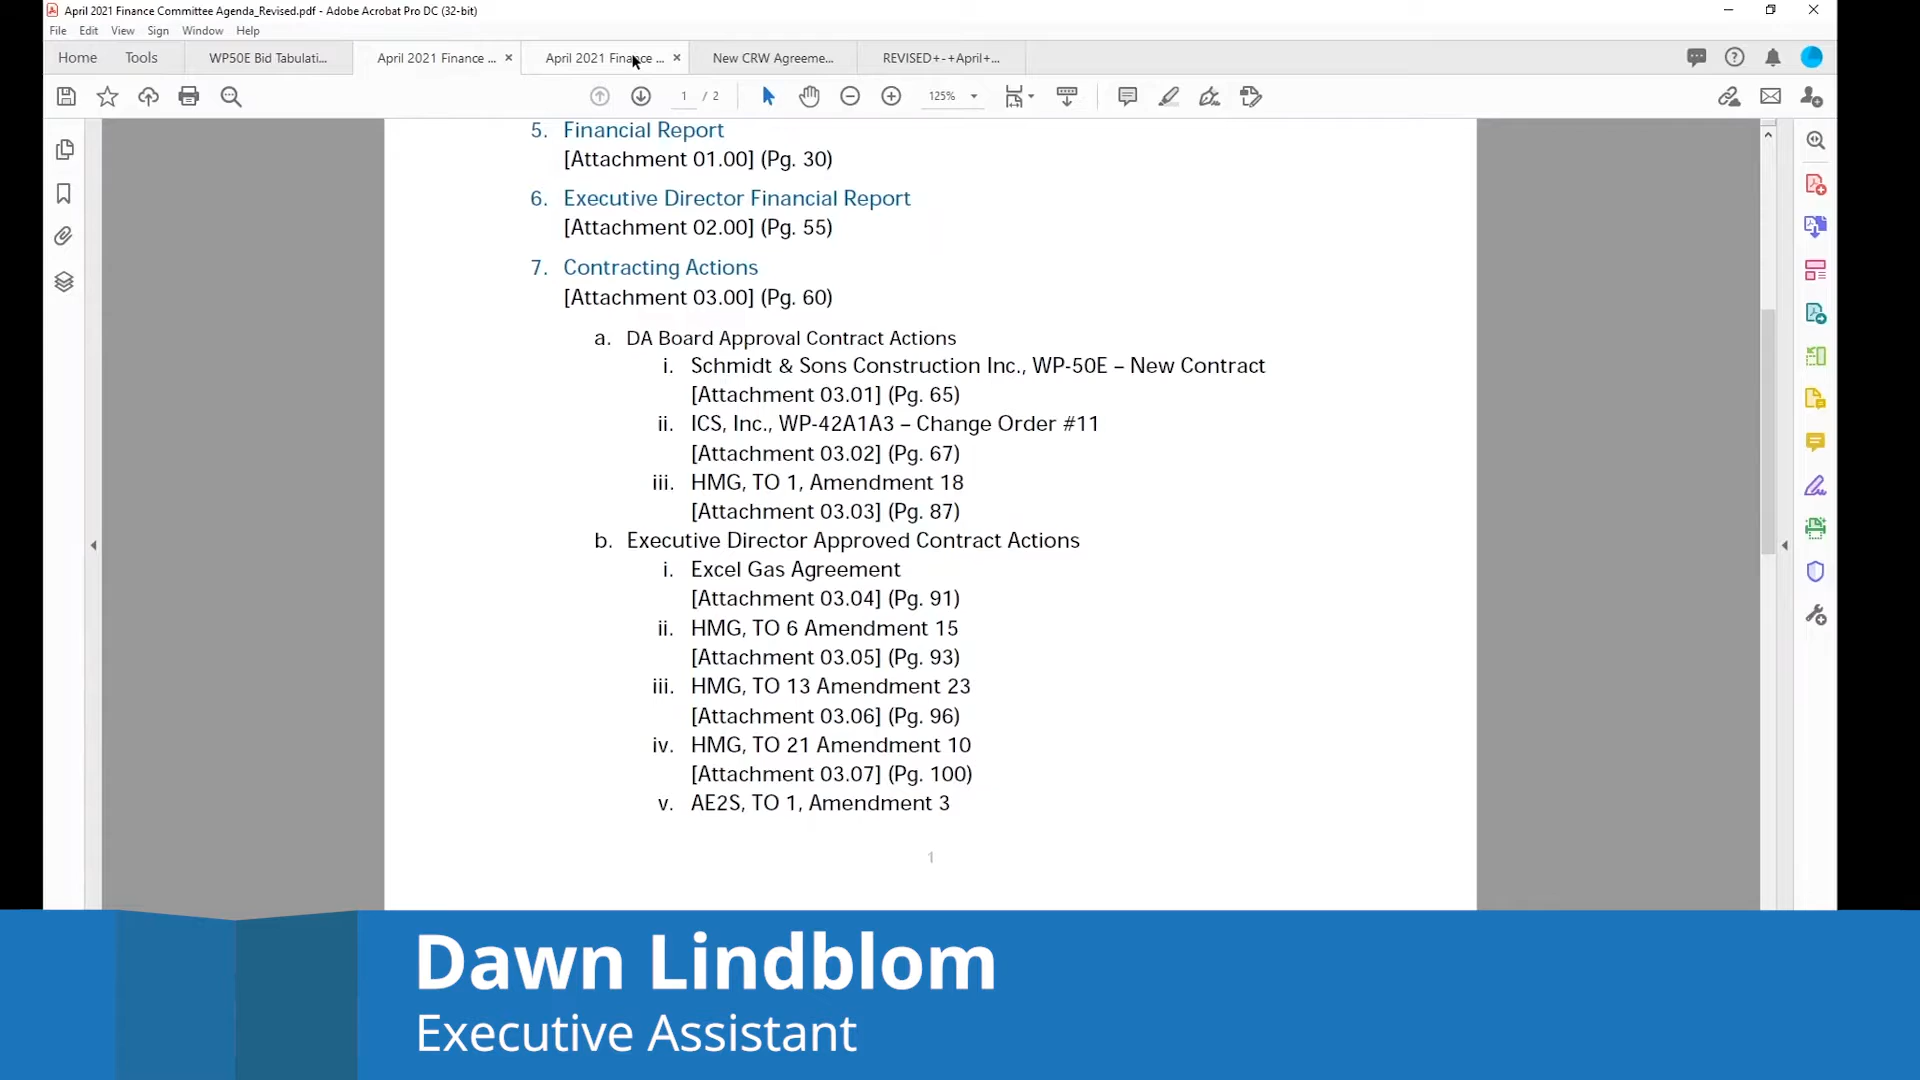 April 2021 Finance Committee Agenda_Revised.pdf - Adobe Acrobat Pro DC (32-bit)
File Edit View Sign Window Help
Home Tools WP50E Bid Tabulati... April 2021 Finance ... × April 2021 Finance ... × New CRW Agreeme... REVISED+-+April+...
1 / 2 125%
5. Financial Report
[Attachment 01.00] (Pg. 30)
6. Executive Director Financial Report
[Attachment 02.00] (Pg. 55)
7. Contracting Actions
[Attachment 03.00] (Pg. 60)
a. DA Board Approval Contract Actions
i. Schmidt & Sons Construction Inc., WP-50E – New Contract
[Attachment 03.01] (Pg. 65)
ii. ICS, Inc., WP-42A1A3 – Change Order #11
[Attachment 03.02] (Pg. 67)
iii. HMG, TO 1, Amendment 18
[Attachment 03.03] (Pg. 87)
b. Executive Director Approved Contract Actions
i. Excel Gas Agreement
[Attachment 03.04] (Pg. 91)
ii. HMG, TO 6 Amendment 15
[Attachment 03.05] (Pg. 93)
iii. HMG, TO 13 Amendment 23
[Attachment 03.06] (Pg. 96)
iv. HMG, TO 21 Amendment 10
[Attachment 03.07] (Pg. 100)
v. AE2S, TO 1, Amendment 3
1
Dawn Lindblom
Executive Assistant